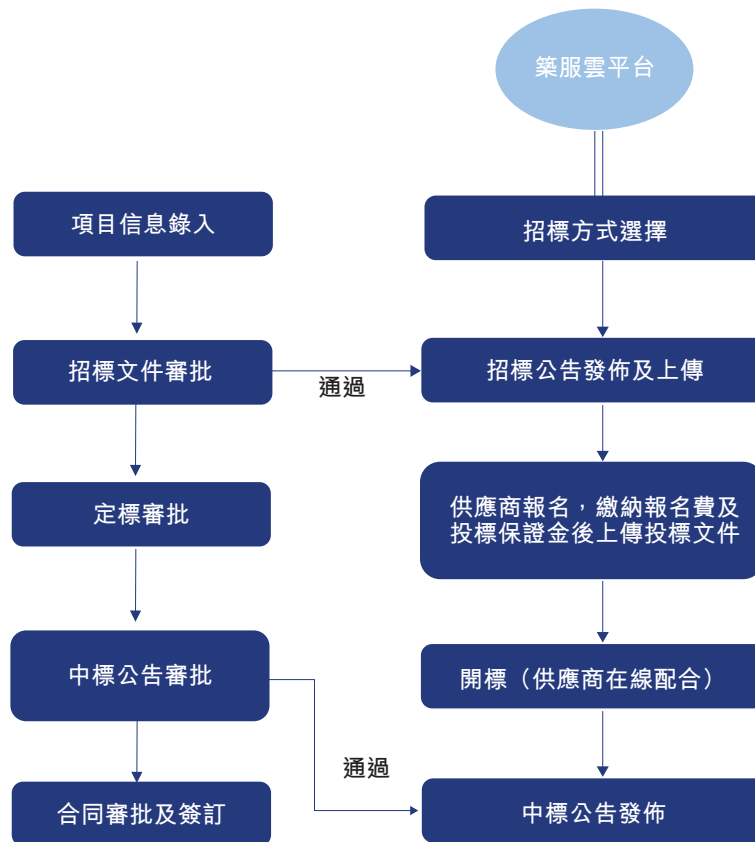 築服雲平台
項目信息錄入
招標方式選擇
招標文件審批
通過
招標公告發佈及上傳
定標審批
供應商報名，繳納報名費及
投標保證金後上傳投標文件
中標公告審批
開標（供應商在線配合）
通過
合同審批及簽訂
中標公告發佈